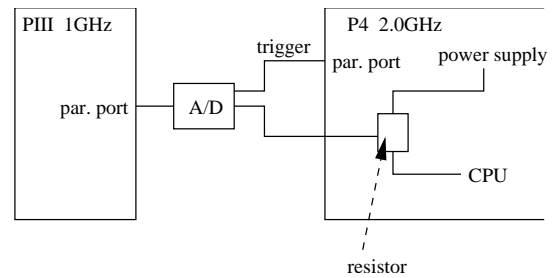 PIII 1GHz
P4 2.0GHz
trigger
par. port
power supply
par. port
A/D
CPU
resistor